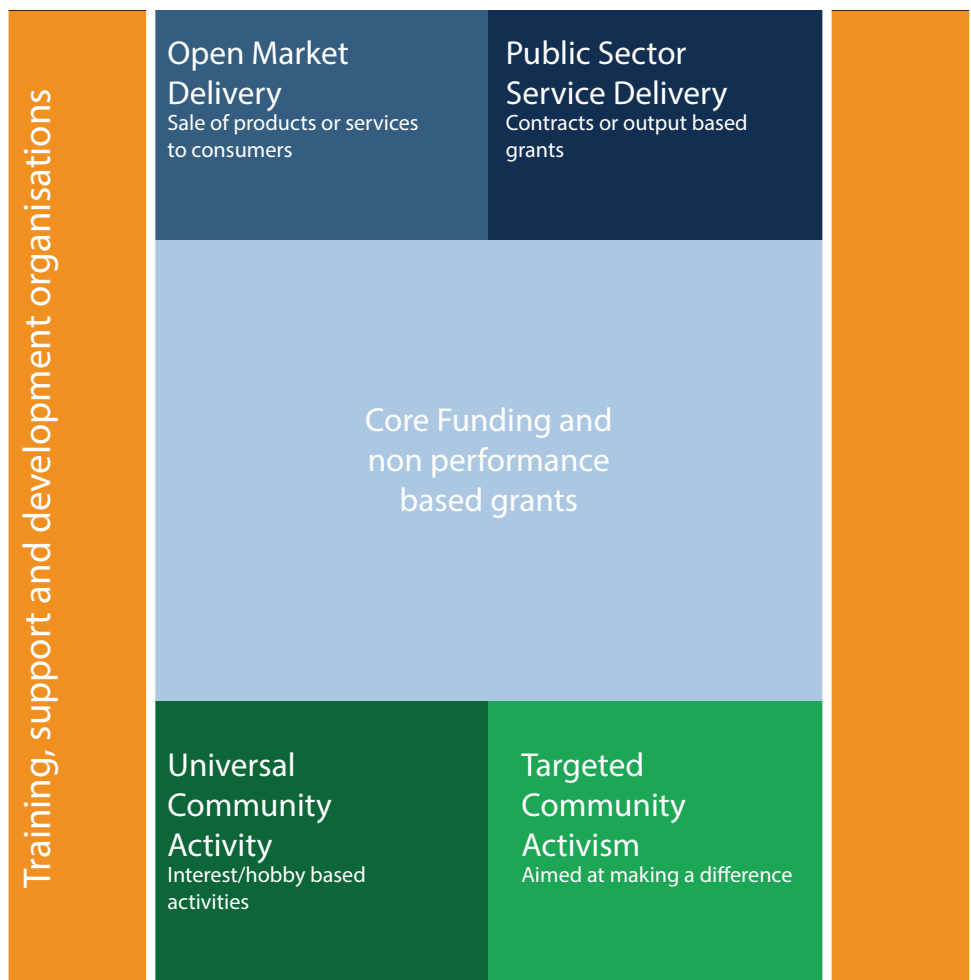 Training, support and development organisations
Open Market
Delivery
Sale of products or services
to consumers
Public Sector
Service Delivery
Contracts or output based
grants
Core Funding and
non performance
based grants
Universal
Community
Activity
Interest/hobby based
activities
Targeted
Community
Activism
Aimed at making a difference